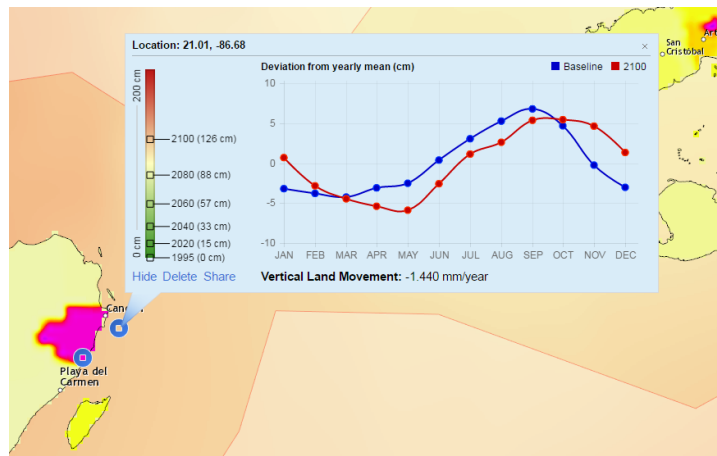 Location: 21.01, -86.68
×
200 cm
0 cm
2100 (126 cm)
2080 (88 cm)
2060 (57 cm)
2040 (33 cm)
2020 (15 cm)
1995 (0 cm)
Hide Delete Share
Deviation from yearly mean (cm)
Baseline 2100
10
5
0
-5
-10
JAN FEB MAR APR MAY JUN JUL AUG SEP OCT NOV DEC
Vertical Land Movement: -1.440 mm/year
San
Cristóbal
Playa del
Carmen